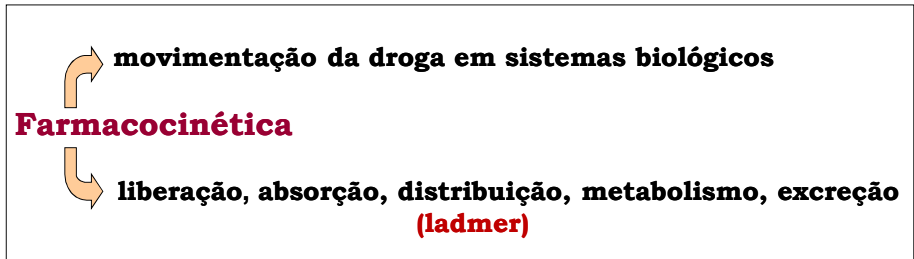 movimentação da droga em sistemas biológicos
Farmacocinética
liberação, absorção, distribuição, metabolismo, excreção
(ladmer)